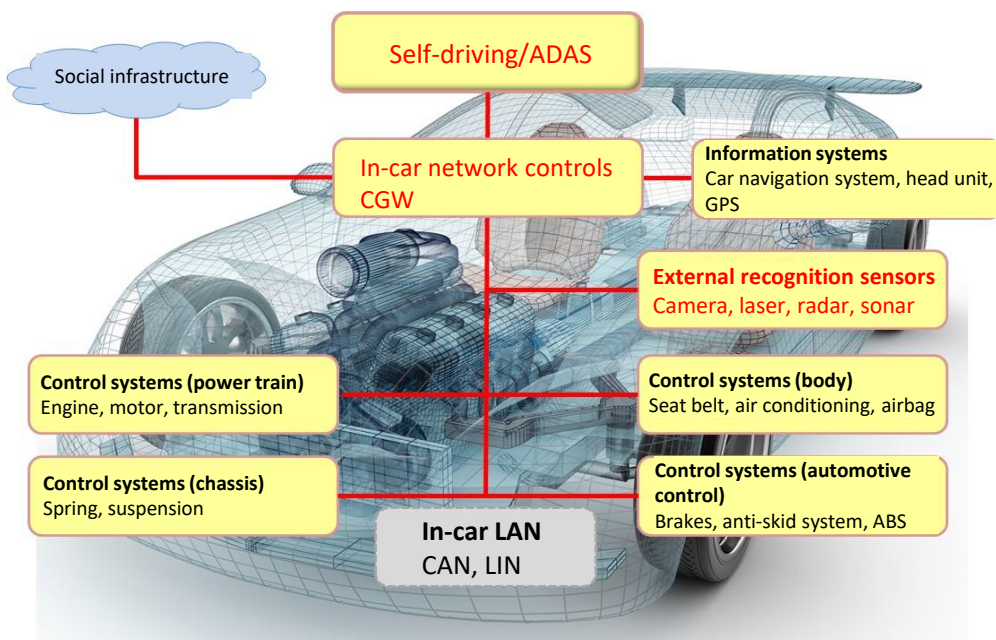 Self-driving/ADAS
Social infrastructure
In-car network controls
CGW
Information systems
Car navigation system, head unit,
GPS
External recognition sensors
Camera, laser, radar, sonar
Control systems (power train)
Engine, motor, transmission
Control systems (body)
Seat belt, air conditioning, airbag
Control systems (chassis)
Spring, suspension
Control systems (automotive
control)
Brakes, anti-skid system, ABS
In-car LAN
CAN, LIN